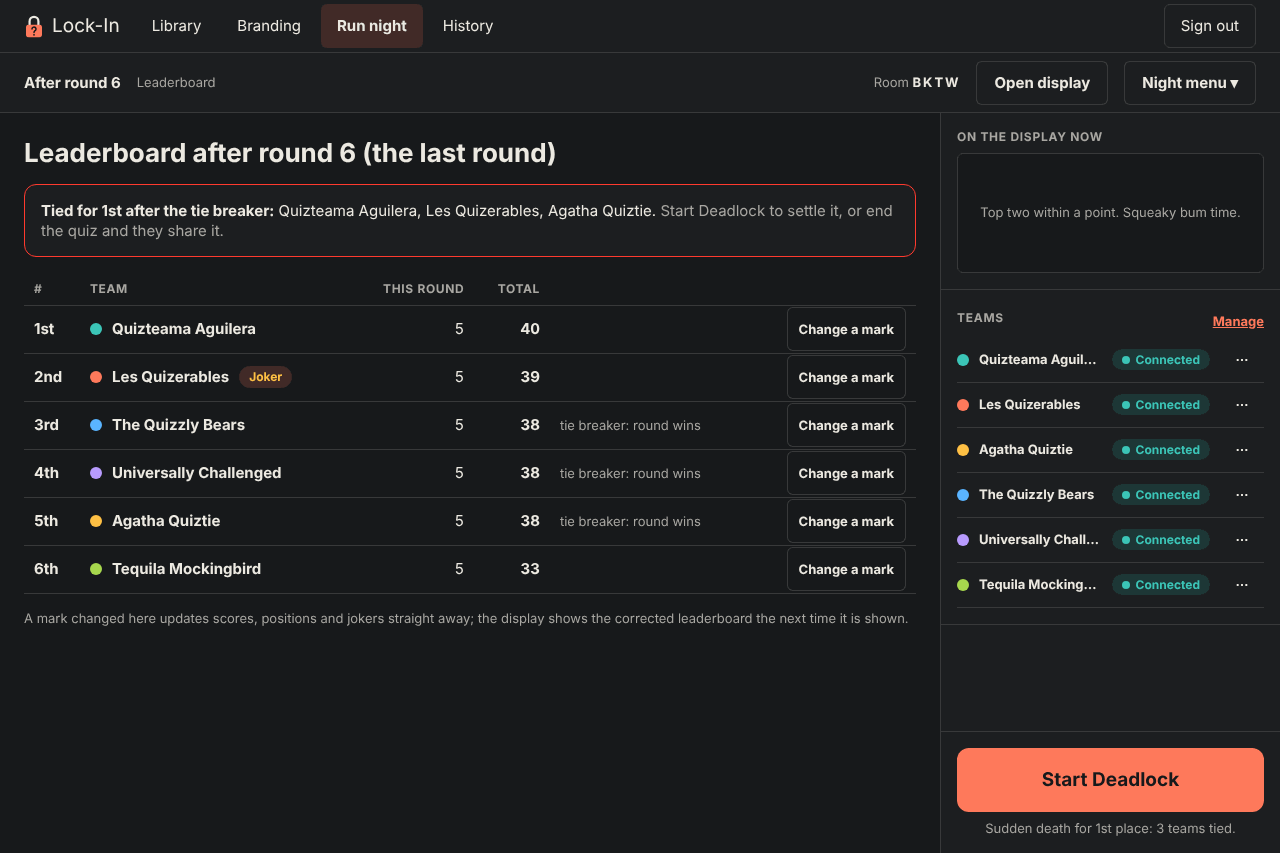 Lock-In
Library
Branding
Run night
History
Sign out
After round 6
Leaderboard
Room BKTW
Open display
Night menu ▾
Leaderboard after round 6 (the last round)
Tied for 1st after the tie breaker: Quizteama Aguilera, Les Quizerables, Agatha Quiztie. Start Deadlock to settle it, or end
the quiz and they share it.
# TEAM THIS ROUND TOTAL
1st Quizteama Aguilera 5 40 Change a mark
2nd Les Quizerables Joker 5 39 Change a mark
3rd The Quizzly Bears 5 38 tie breaker: round wins Change a mark
4th Universally Challenged 5 38 tie breaker: round wins Change a mark
5th Agatha Quiztie 5 38 tie breaker: round wins Change a mark
6th Tequila Mockingbird 5 33 Change a mark
A mark changed here updates scores, positions and jokers straight away; the display shows the corrected leaderboard the next time it is shown.
ON THE DISPLAY NOW
Top two within a point. Squeaky bum time.
TEAMS
Manage
Quizteama Aguil... Connected ...
Les Quizerables Connected ...
Agatha Quiztie Connected ...
The Quizzly Bears Connected ...
Universally Chall... Connected ...
Tequila Mocking... Connected ...
Start Deadlock
Sudden death for 1st place: 3 teams tied.